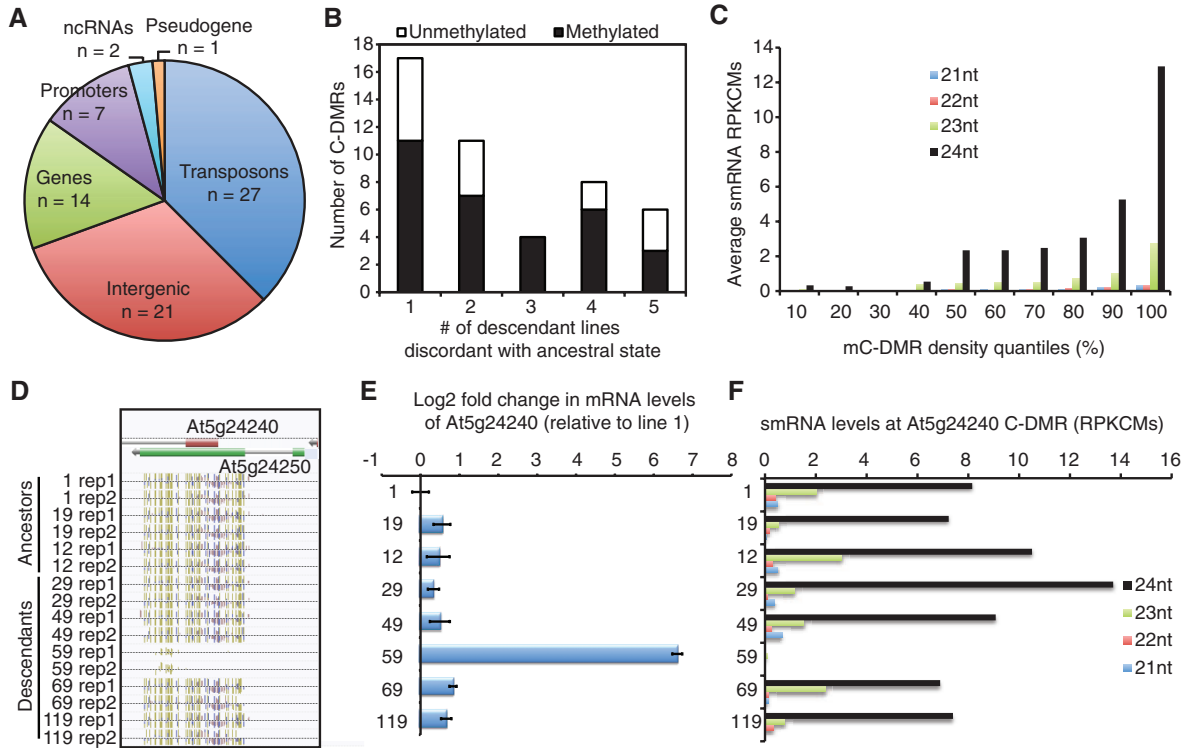 A
ncRNAs
n = 2
Pseudogene
n = 1
Promoters
n = 7
Transposons
n = 27
Genes
n = 14
Intergenic
n = 21
B
Unmethylated
Methylated
Number of C-DMRs
18
16
14
12
10
8
6
4
2
0
1 2 3 4 5
# of descendant lines
discordant with ancestral state
C
Average smRNA RPKCMs
14
12
10
8
6
4
2
0
21nt
22nt
23nt
24nt
10 20 30 40 50 60 70 80 90 100
mC-DMR density quantiles (%)
D
At5g24240
At5g24250
Ancestors
1 rep1
1 rep2
19 rep1
19 rep2
12 rep1
12 rep2
Descendants
29 rep1
29 rep2
49 rep1
49 rep2
59 rep1
59 rep2
69 rep1
69 rep2
119 rep1
119 rep2
E
Log2 fold change in mRNA levels
of At5g24240 (relative to line 1)
-1 0 1 2 3 4 5 6 7 8
1
19
12
29
49
59
69
119
F
smRNA levels at At5g24240 C-DMR (RPKCMs)
0 2 4 6 8 10 12 14 16
1
19
12
29
49
59
69
119
24nt
23nt
22nt
21nt